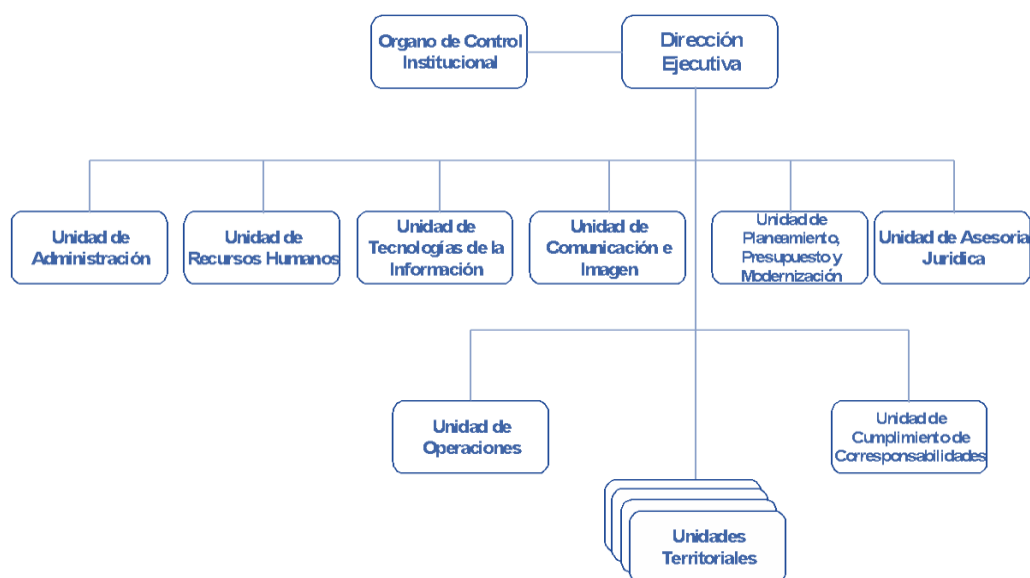 Organo de Control
Institucional
Dirección
Ejecutiva
Unidad de
Administración
Unidad de
Recursos Humanos
Unidad de
Tecnologías de la
Información
Unidad de
Comunicación e
Imagen
Unidad de
Planeamiento,
Presupuesto y
Modernización
Unidad de Asesoria
Juridica
Unidad de
Operaciones
Unidad de
Cumplimiento de
Corresponsabilidades
Unidades
Territoriales